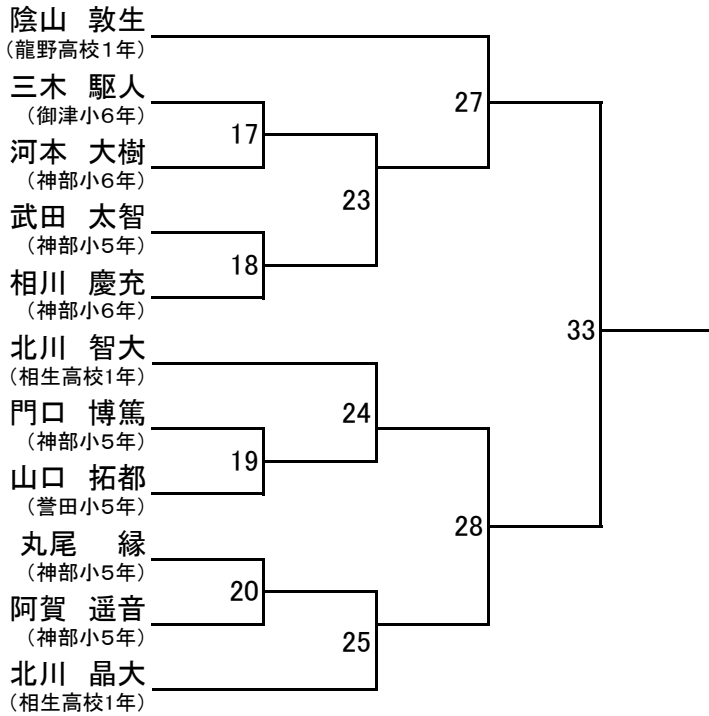 陰山 敦生
（龍野高校1年）
27
三木 駆人
（御津小6年）
17
河本 大樹
（神部小6年）
23
武田 太智
（神部小5年）
18
相川 慶充
（神部小6年）
33
北川 智大
（相生高校1年）
24
門口 博篤
（神部小5年）
19
山口 拓都
（誉田小5年）
28
丸尾 縁
（神部小5年）
20
阿賀 遥音
（神部小5年）
25
北川 晶大
（相生高校1年）